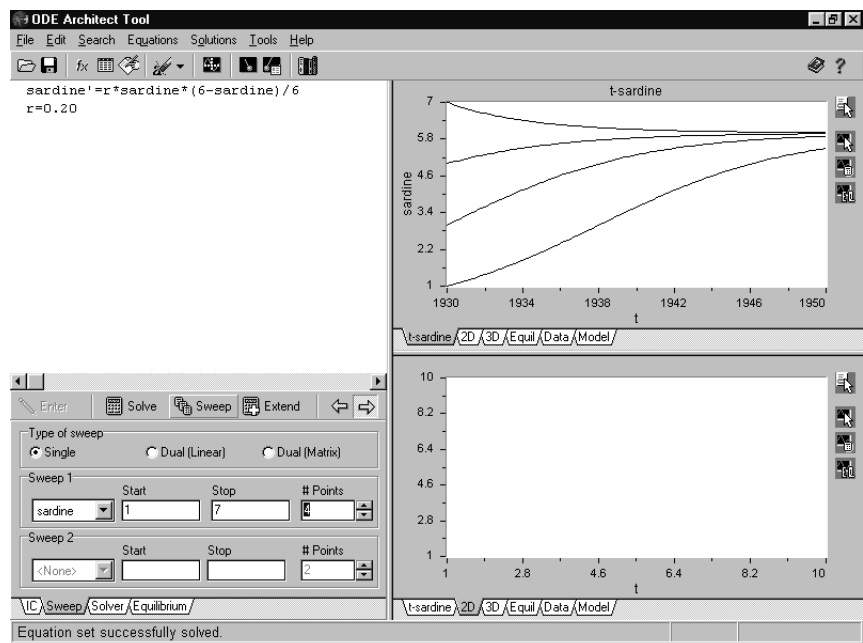 ODE Architect Tool
File Edit Search Equations Solutions Tools Help
fx
sardine'=r*sardine*(6-sardine)/6
r=0.20
t-sardine
7
5.8
4.6
3.4
2.2
1
sardine
1930 1934 1938 1942 1946 1950
t
t-sardine 2D 3D Equil Data Model
Enter Solve Sweep Extend
Type of sweep
Single Dual (Linear) Dual (Matrix)
Sweep 1
Start Stop # Points
sardine 1 7 4
Sweep 2
Start Stop # Points
<None> 2
IC Sweep Solver Equilibrium
10
8.2
6.4
4.6
2.8
1
1 2.8 4.6 6.4 8.2 10
t
t-sardine 2D 3D Equil Data Model
Equation set successfully solved.